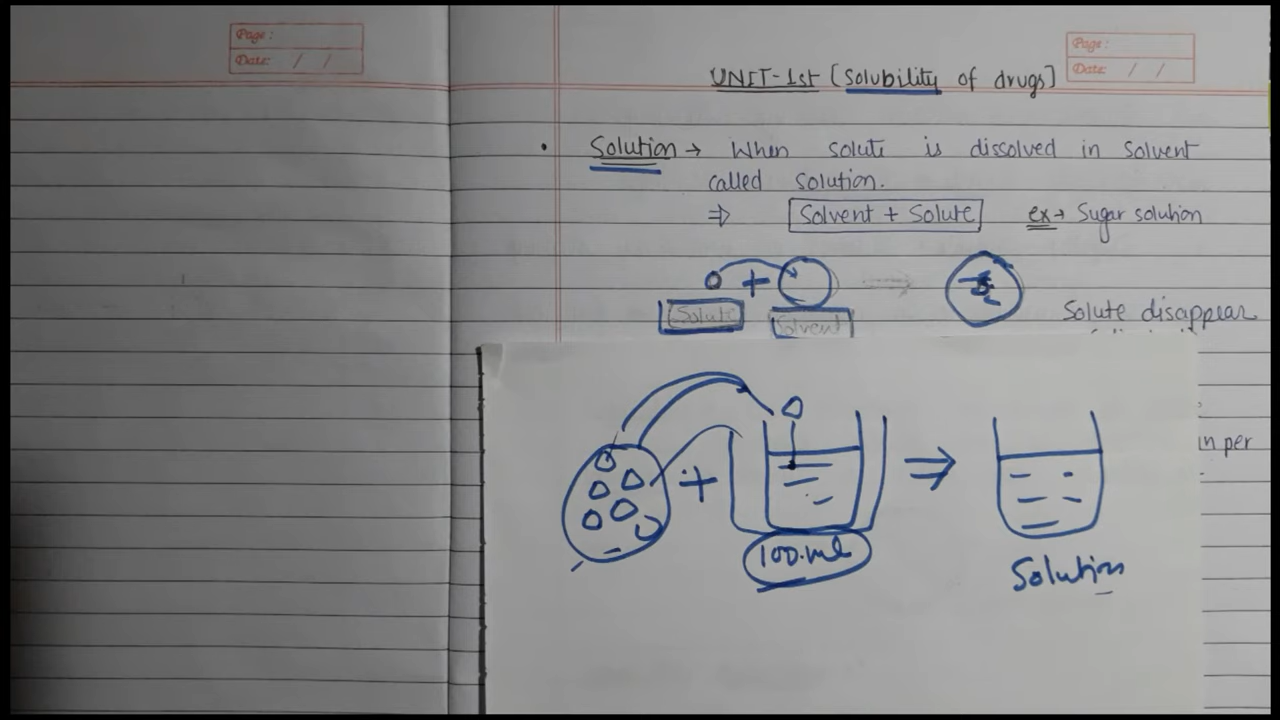 Page:
Date: / /
Page:
Date: / /
UNIT-1st [Solubility of drugs]
• Solution → When solute is dissolved in solvent
called solution.
⇒ Solvent + Solute ex → Sugar solution
+
Solute Solvent
Solute disappear
in per
+ ⇒
100.ml
Solution